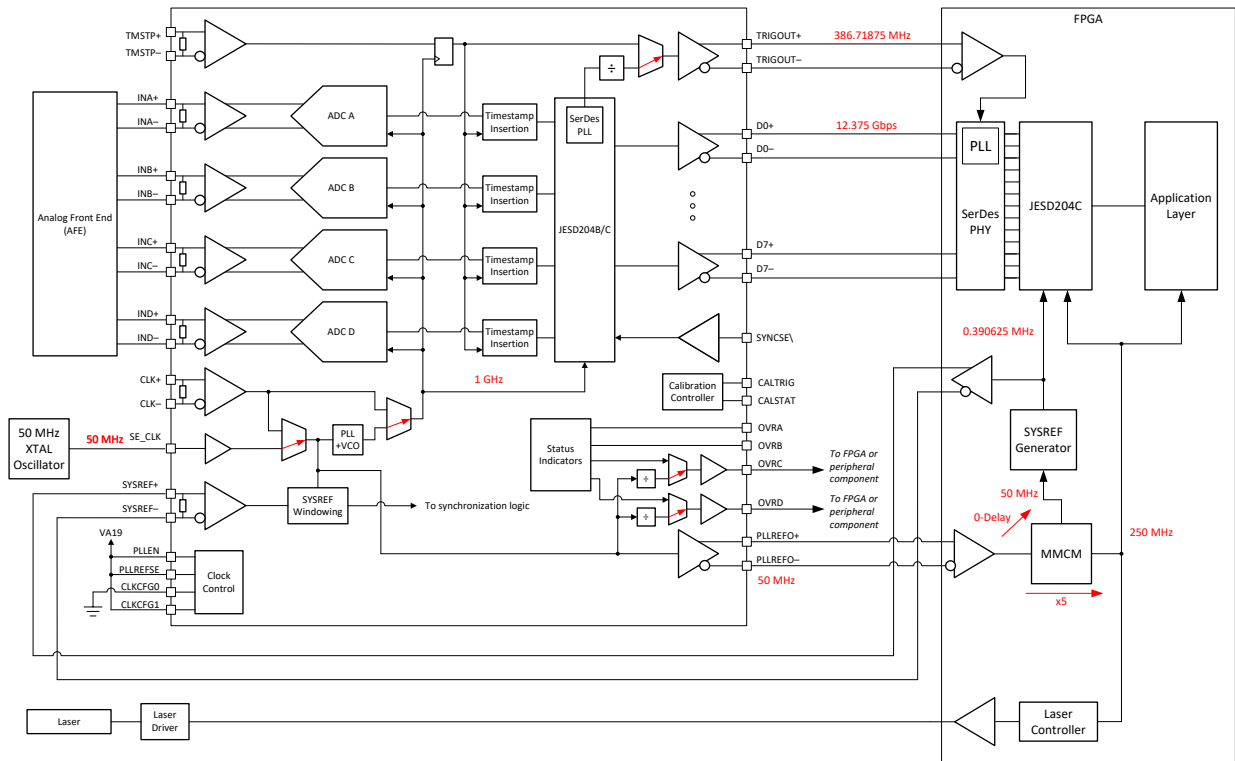 FPGA
TMSTP+
TMSTP–
TRIGOUT+
386.71875 MHz
TRIGOUT–
÷
Analog Front End
(AFE)
INA+
INA–
ADC A
Timestamp
Insertion
SerDes
PLL
D0+
12.375 Gbps
D0–
PLL
INB+
INB–
ADC B
Timestamp
Insertion
JESD204B/C
SerDes
PHY
JESD204C
Application
Layer
INC+
INC–
ADC C
Timestamp
Insertion
D7+
D7–
IND+
IND–
ADC D
Timestamp
Insertion
SYNCSE\
0.390625 MHz
CLK+
CLK–
1 GHz
Calibration
Controller
CALTRIG
CALSTAT
50 MHz
XTAL
Oscillator
50 MHz
SE_CLK
PLL
+VCO
Status
Indicators
OVRA
OVRB
OVRC
÷
To FPGA or
peripheral
component
SYSREF
Generator
SYSREF+
SYSREF–
SYSREF
Windowing
To synchronization logic
OVRD
÷
To FPGA or
peripheral
component
50 MHz
0-Delay
VA19
PLLEN
PLLREFSE
CLKCFG0
CLKCFG1
Clock
Control
PLLREFO+
PLLREFO–
50 MHz
MMCM
250 MHz
x5
Laser
Laser
Driver
Laser
Controller